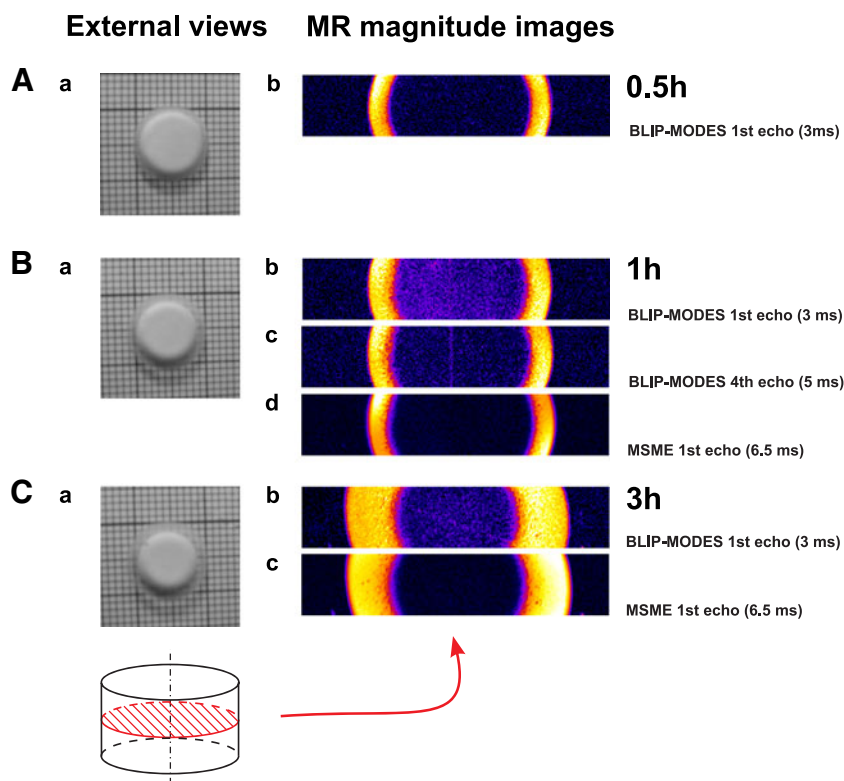 External views MR magnitude images
A a b 0.5h
BLIP-MODES 1st echo (3ms)
B a b 1h
BLIP-MODES 1st echo (3 ms)
c
BLIP-MODES 4th echo (5 ms)
d
MSME 1st echo (6.5 ms)
C a b 3h
BLIP-MODES 1st echo (3 ms)
c
MSME 1st echo (6.5 ms)